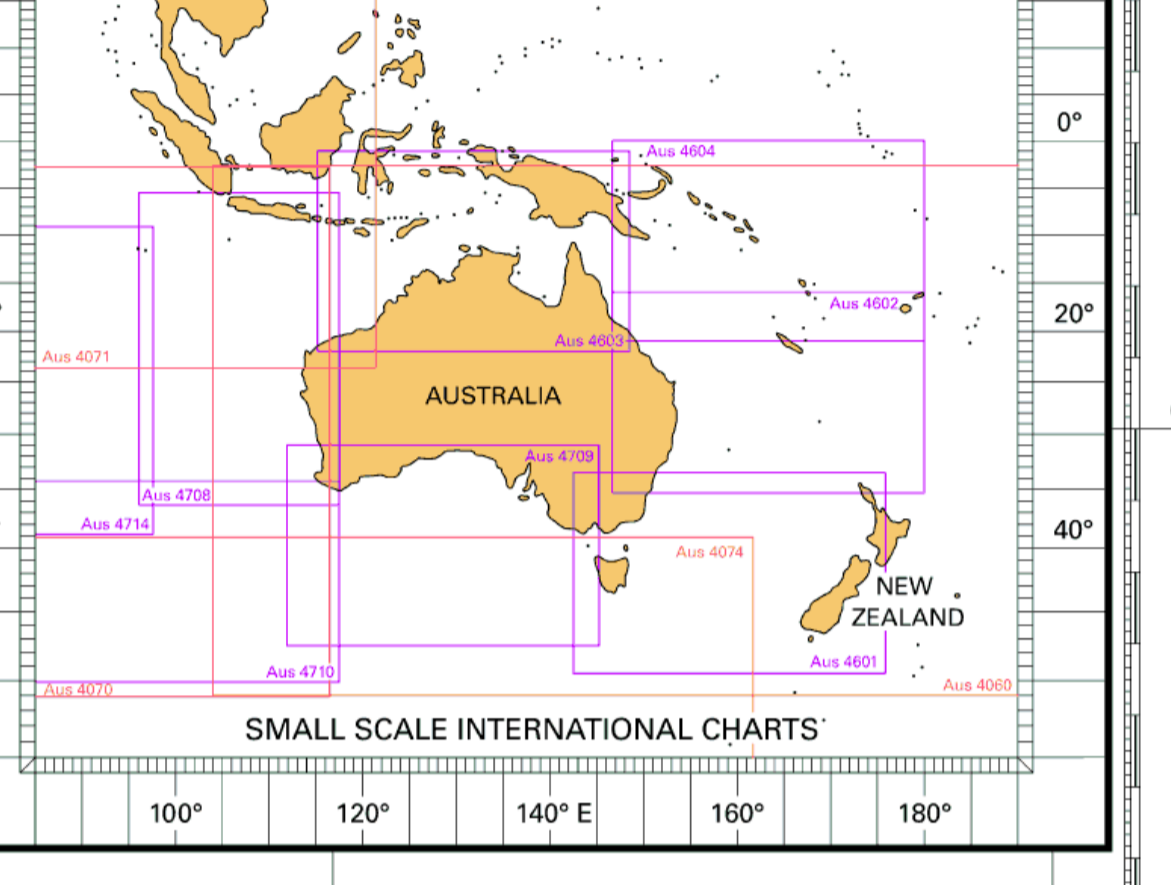 0°
Aus 4604
Aus 4602
20°
Aus 4603
Aus 4071
AUSTRALIA
Aus 4709
Aus 4708
Aus 4714
40°
Aus 4074
NEW
ZEALAND
Aus 4601
Aus 4710
Aus 4070
Aus 4060
SMALL SCALE INTERNATIONAL CHARTS
100°
120°
140° E
160°
180°